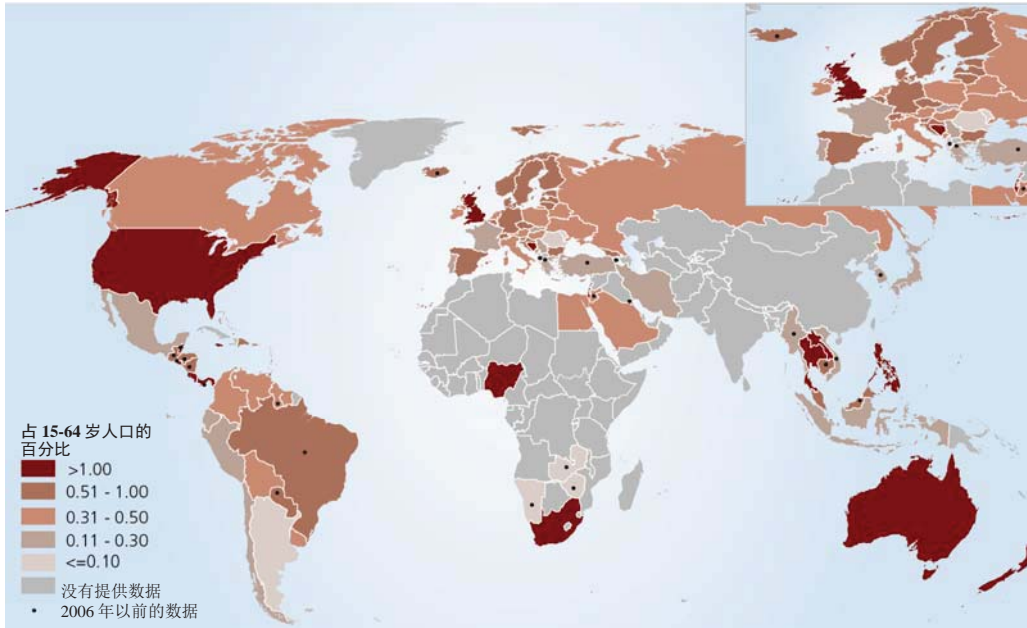 占 15-64 岁人口的
百分比
>1.00
0.51 - 1.00
0.31 - 0.50
0.11 - 0.30
<=0.10
没有提供数据
2006 年以前的数据